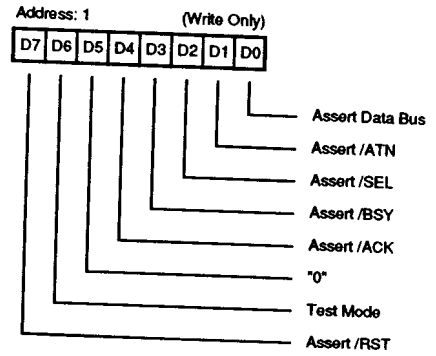 Address: 1 (Write Only)
D7 D6 D5 D4 D3 D2 D1 D0
Assert Data Bus
Assert /ATN
Assert /SEL
Assert /BSY
Assert /ACK
"0"
Test Mode
Assert /RST